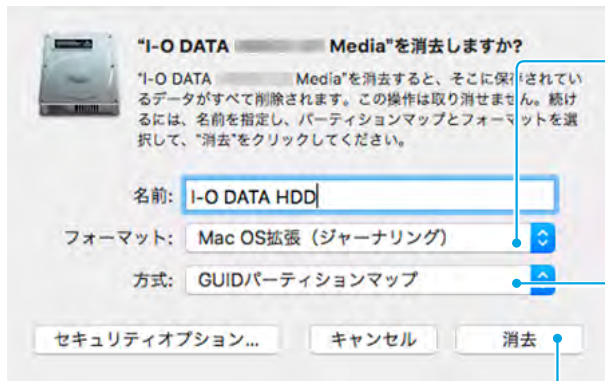 "I-O DATA Media"を消去しますか?
"I-O DATA Media"を消去すると、そこに保存されてい
るデータがすべて削除されます。この操作は取り消せません。続け
るには、名前を指定し、パーティションマップとフォーマットを選
択して、"消去"をクリックしてください。
名前: I-O DATA HDD
フォーマット: Mac OS拡張（ジャーナリング）
方式: GUIDパーティションマップ
セキュリティオプション... キャンセル 消去